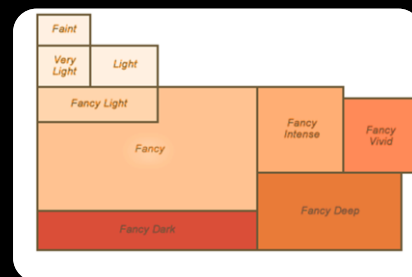 Faint
Very
Light
Light
Fancy Light
Fancy
Fancy
Intense
Fancy
Vivid
Fancy Deep
Fancy Dark